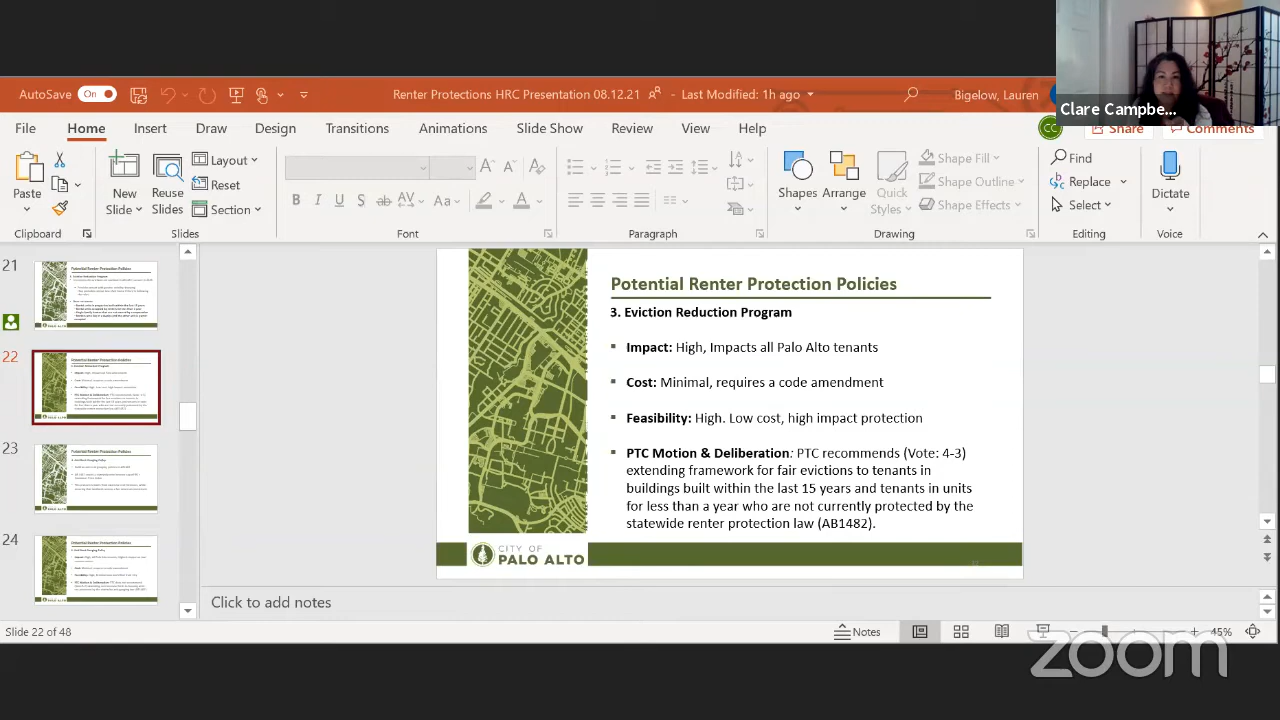 AutoSave On Renter Protections HRC Presentation 08.12.21 - Last Modified: 1h ago Bigelow, Lauren
Clare Campbe...
File Home Insert Draw Design Transitions Animations Slide Show Review View Help CC Share Comments
Paste New Slide Reuse Slides Layout Reset Section
B I U S ab AV Aa A
Shapes Arrange Quick Styles Shape Fill Shape Outline Shape Effects
Find Replace Select Dictate
Clipboard Slides Font Paragraph Drawing Editing Voice
21
22
23
24
Potential Renter Protection Policies
3. Eviction Reduction Program
Impact: High, Impacts all Palo Alto tenants
Cost: Minimal, requires a code amendment
Feasibility: High. Low cost, high impact protection
PTC Motion & Deliberation: PTC recommends (Vote: 4-3)
extending framework for fair evictions to tenants in
buildings built within the last 15 years and tenants in units
for less than a year who are not currently protected by the
statewide renter protection law (AB1482).
CITY OF
PALO ALTO
Click to add notes
Slide 22 of 48 Notes 45%
zoom